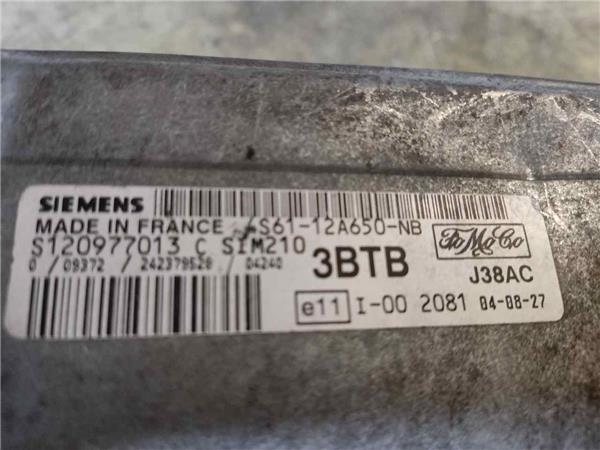 SIEMENS
MADE IN FRANCE 4S61-12A650-NB
S120977013 C SIM210
FoMoCo
0 / 09372 / 242379528 / 04240
3BTB
J38AC
e11 I-00 2081 04-08-27